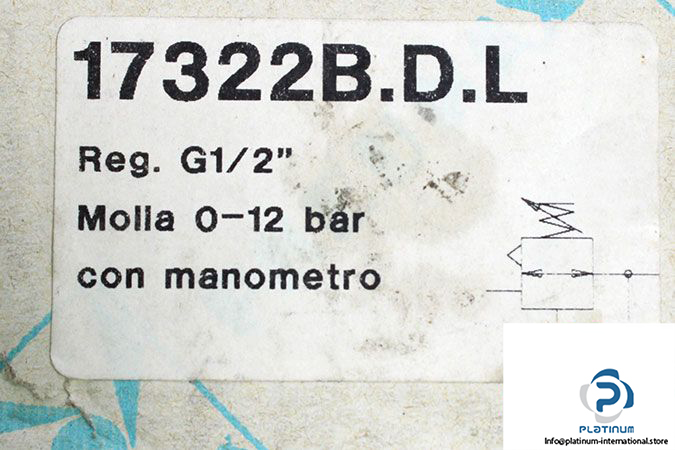 17322B.D.L
Reg. G1/2”
Molla 0-12 bar
con manometro
PLATINUM
Info@platinum-international.store